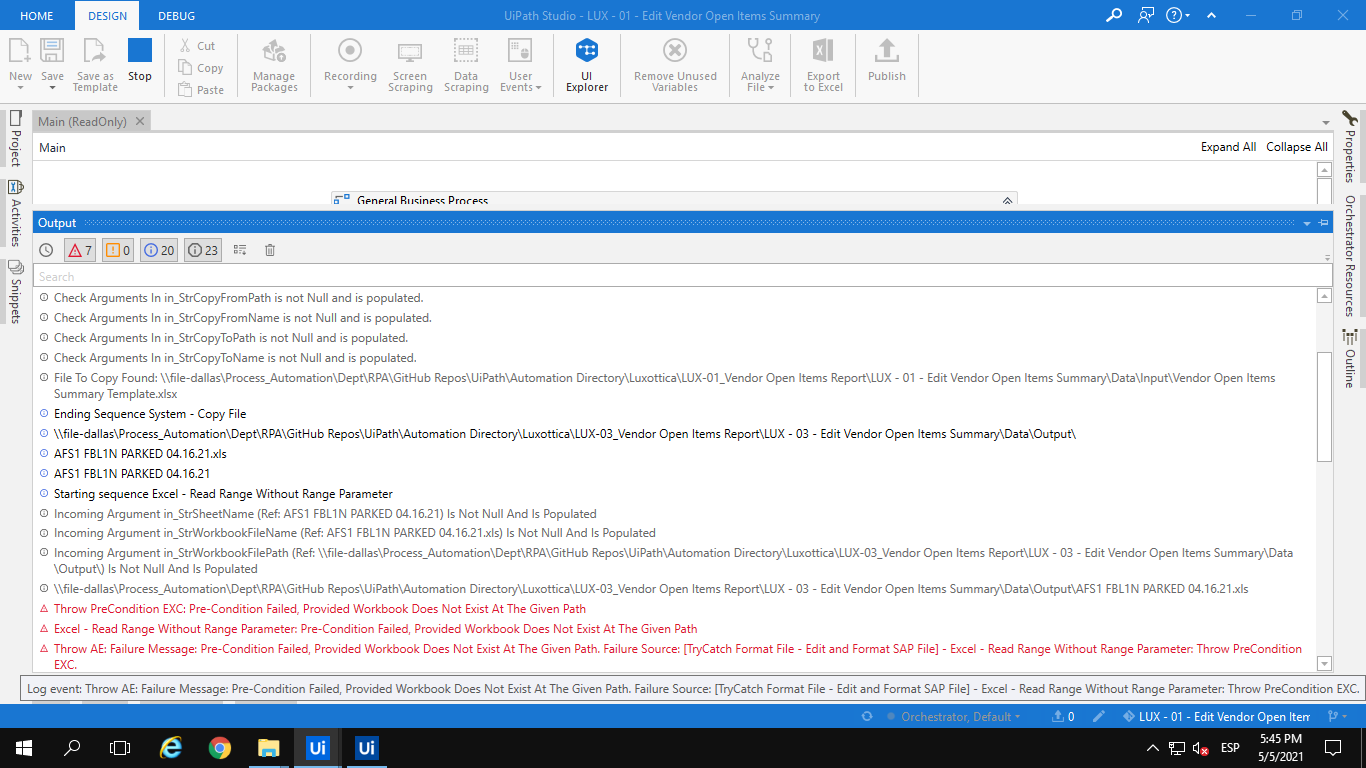 HOME DESIGN DEBUG UiPath Studio - LUX - 01 - Edit Vendor Open Items Summary
New Save Save as Template Stop Cut Copy Paste Manage Packages Recording Screen Scraping Data Scraping User Events UI Explorer Remove Unused Variables Analyze File Export to Excel Publish
Main (ReadOnly)
Main Expand All Collapse All
General Business Process
Project
Activities
Snippets
Properties
Orchestrator Resources
Outline
Output
7 0 20 23
Search
Check Arguments In in_StrCopyFromPath is not Null and is populated.
Check Arguments In in_StrCopyFromName is not Null and is populated.
Check Arguments In in_StrCopyToPath is not Null and is populated.
Check Arguments In in_StrCopyToName is not Null and is populated.
File To Copy Found: \\file-dallas\Process_Automation\Dept\RPA\GitHub Repos\UiPath\Automation Directory\Luxottica\LUX-01_Vendor Open Items Report\LUX - 01 - Edit Vendor Open Items Summary\Data\Input\Vendor Open Items
Summary Template.xlsx
Ending Sequence System - Copy File
\\file-dallas\Process_Automation\Dept\RPA\GitHub Repos\UiPath\Automation Directory\Luxottica\LUX-03_Vendor Open Items Report\LUX - 03 - Edit Vendor Open Items Summary\Data\Output\
AFS1 FBL1N PARKED 04.16.21.xls
AFS1 FBL1N PARKED 04.16.21
Starting sequence Excel - Read Range Without Range Parameter
Incoming Argument in_StrSheetName (Ref: AFS1 FBL1N PARKED 04.16.21) Is Not Null And Is Populated
Incoming Argument in_StrWorkbookFileName (Ref: AFS1 FBL1N PARKED 04.16.21.xls) Is Not Null And Is Populated
Incoming Argument in_StrWorkbookFilePath (Ref: \\file-dallas\Process_Automation\Dept\RPA\GitHub Repos\UiPath\Automation Directory\Luxottica\LUX-03_Vendor Open Items Report\LUX - 03 - Edit Vendor Open Items Summary\Data
\Output\) Is Not Null And Is Populated
\\file-dallas\Process_Automation\Dept\RPA\GitHub Repos\UiPath\Automation Directory\Luxottica\LUX-03_Vendor Open Items Report\LUX - 03 - Edit Vendor Open Items Summary\Data\Output\AFS1 FBL1N PARKED 04.16.21.xls
Throw PreCondition EXC: Pre-Condition Failed, Provided Workbook Does Not Exist At The Given Path
Excel - Read Range Without Range Parameter: Pre-Condition Failed, Provided Workbook Does Not Exist At The Given Path
Throw AE: Failure Message: Pre-Condition Failed, Provided Workbook Does Not Exist At The Given Path. Failure Source: [TryCatch Format File - Edit and Format SAP File] - Excel - Read Range Without Range Parameter: Throw PreCondition
EXC.
Log event: Throw AE: Failure Message: Pre-Condition Failed, Provided Workbook Does Not Exist At The Given Path. Failure Source: [TryCatch Format File - Edit and Format SAP File] - Excel - Read Range Without Range Parameter: Throw PreCondition EXC.
Orchestrator, Default 0 LUX - 01 - Edit Vendor Open Iten
Ui Ui ESP 5:45 PM
5/5/2021